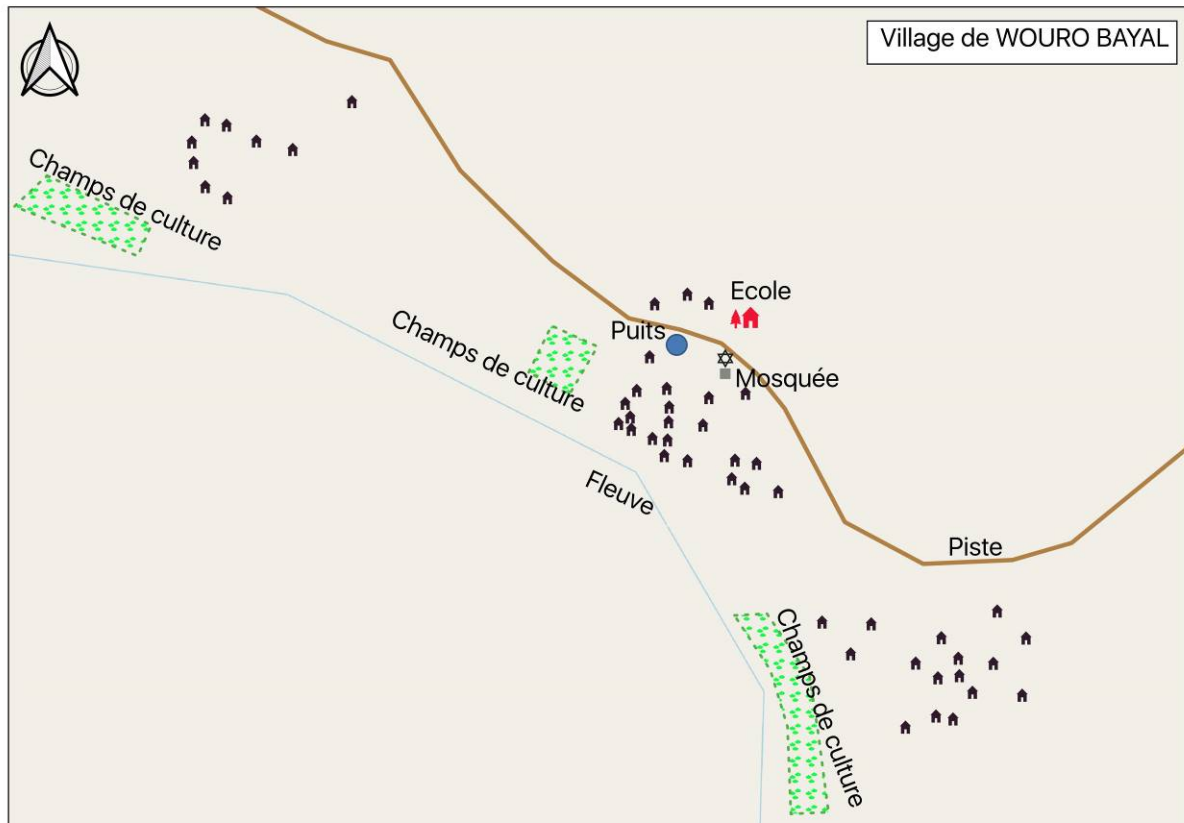 Village de WOURO BAYAL
Champs de culture
Ecole
Puits
Champs de culture
Mosquée
Fleuve
Piste
Champs de culture